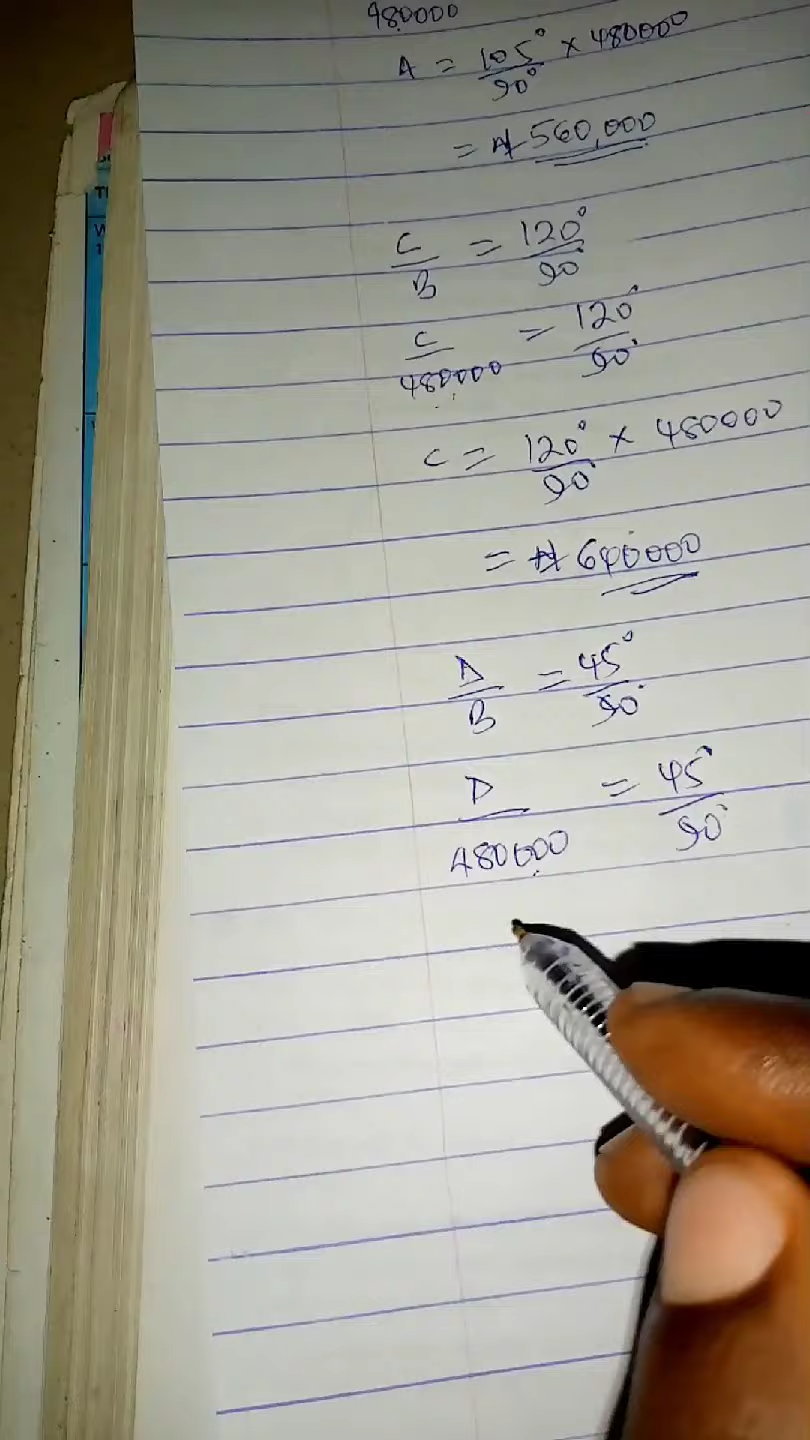 480000
A = 105°/90° × 480000
= ₦560,000
C/B = 120°/90°
C/480000 = 120°/90°
C = 120°/90° × 480000
= ₦640000
D/B = 45°/90°
D/480000 = 45°/90°